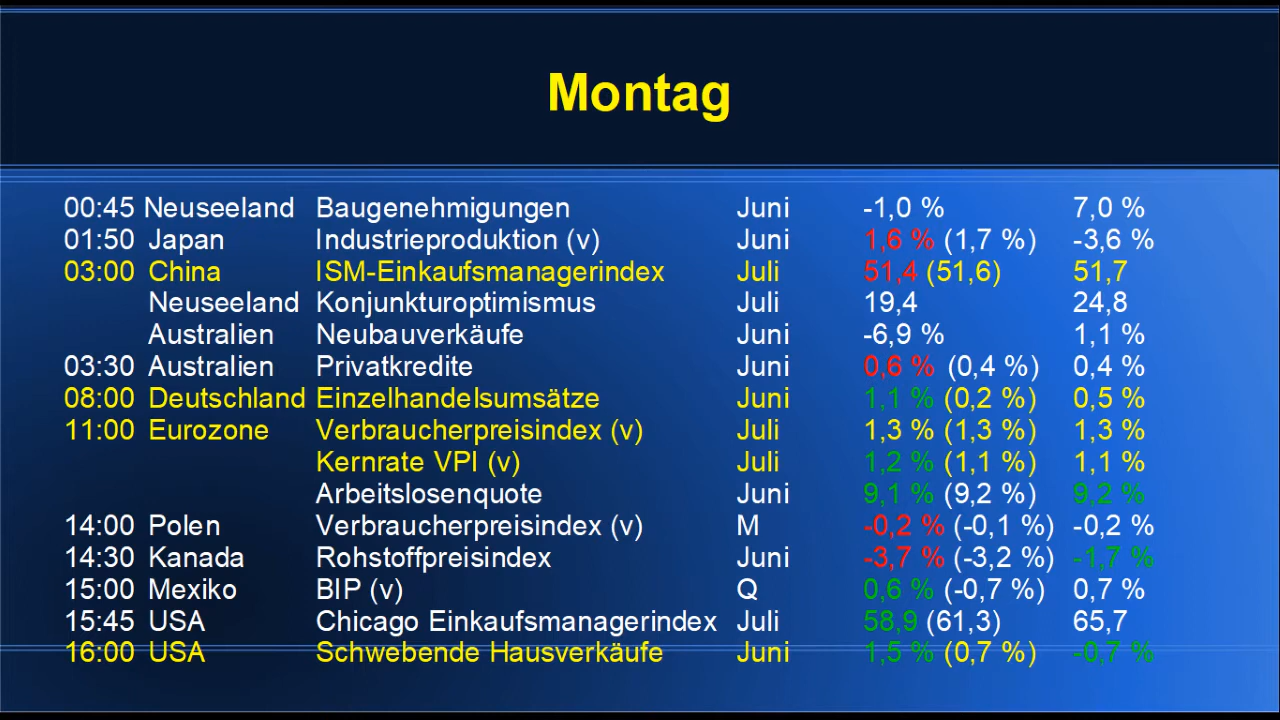 Montag
00:45 Neuseeland Baugenehmigungen Juni -1,0 % 7,0 %
01:50 Japan Industrieproduktion (v) Juni 1,6 % (1,7 %) -3,6 %
03:00 China ISM-Einkaufsmanagerindex Juli 51,4 (51,6) 51,7
Neuseeland Konjunkturoptimismus Juli 19,4 24,8
Australien Neubauverkäufe Juni -6,9 % 1,1 %
03:30 Australien Privatkredite Juni 0,6 % (0,4 %) 0,4 %
08:00 Deutschland Einzelhandelsumsätze Juni 1,1 % (0,2 %) 0,5 %
11:00 Eurozone Verbraucherpreisindex (v) Juli 1,3 % (1,3 %) 1,3 %
Kernrate VPI (v) Juli 1,2 % (1,1 %) 1,1 %
Arbeitslosenquote Juni 9,1 % (9,2 %) 9,2 %
14:00 Polen Verbraucherpreisindex (v) M -0,2 % (-0,1 %) -0,2 %
14:30 Kanada Rohstoffpreisindex Juni -3,7 % (-3,2 %) -1,7 %
15:00 Mexiko BIP (v) Q 0,6 % (-0,7 %) 0,7 %
15:45 USA Chicago Einkaufsmanagerindex Juli 58,9 (61,3) 65,7
16:00 USA Schwebende Hausverkäufe Juni 1,5 % (0,7 %) -0,7 %